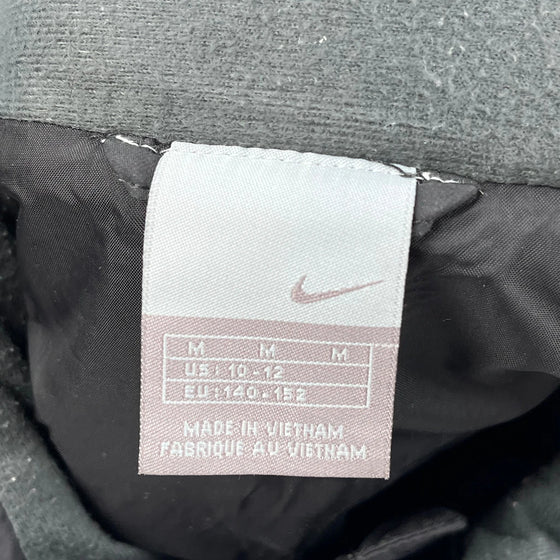 M M M
US: 10-12
EU: 140-152
MADE IN VIETNAM
FABRIQUE AU VIETNAM